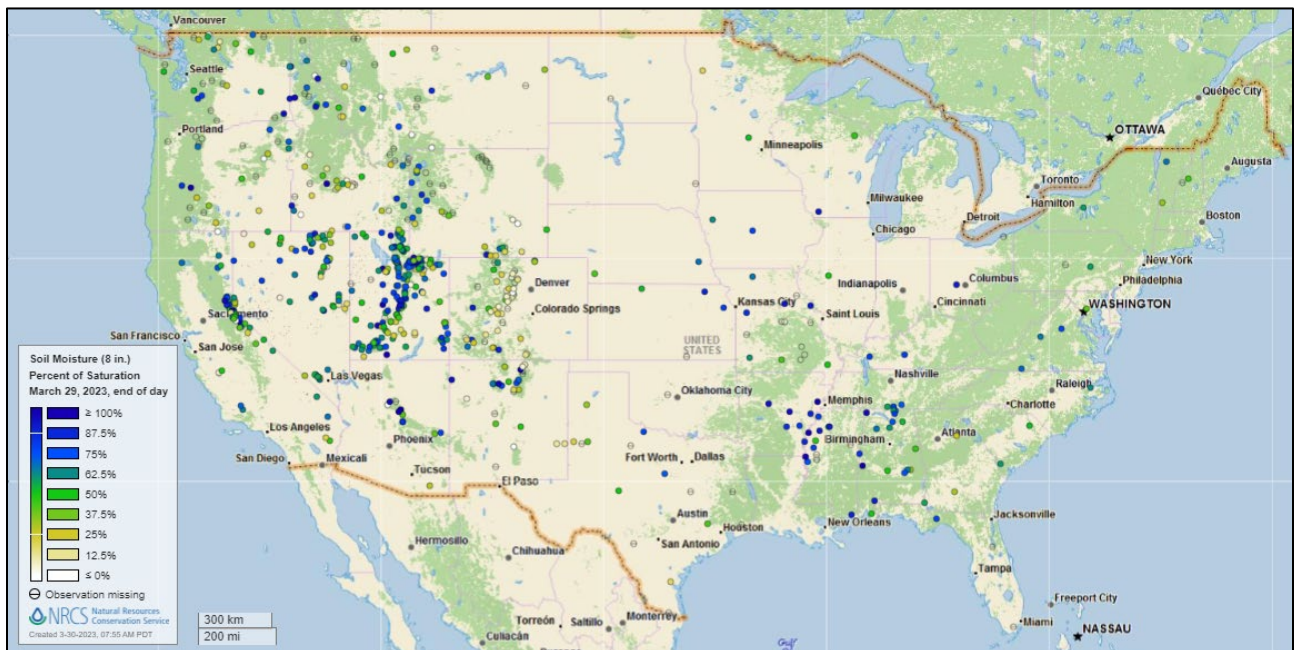 Vancouver
Seattle
Portland
Minneapolis
OTTAWA
Québec City
Augusta
Toronto
Hamilton
Milwaukee
Detroit
Boston
Chicago
New York
Philadelphia
Denver
Colorado Springs
Kansas City
Indianapolis
Columbus
Cincinnati
WASHINGTON
Saint Louis
Sacramento
San Francisco
San Jose
UNITED
STATES
Las Vegas
Nashville
Raleigh
Oklahoma City
Memphis
Charlotte
Los Angeles
Phoenix
Birmingham
Atlanta
San Diego
Mexicali
Tucson
Fort Worth
Dallas
El Paso
Austin
Houston
New Orleans
Jacksonville
San Antonio
Hermosillo
Chihuahua
Tampa
Freeport City
Miami
NASSAU
Torreón
Saltillo
Monterrey
Culiacán
Gulf
Soil Moisture (8 in.)
Percent of Saturation
March 29, 2023, end of day
≥ 100%
87.5%
75%
62.5%
50%
37.5%
25%
12.5%
≤ 0%
Observation missing
NRCS Natural Resources
Conservation Service
Created 3-30-2023, 07:55 AM PDT
300 km
200 mi